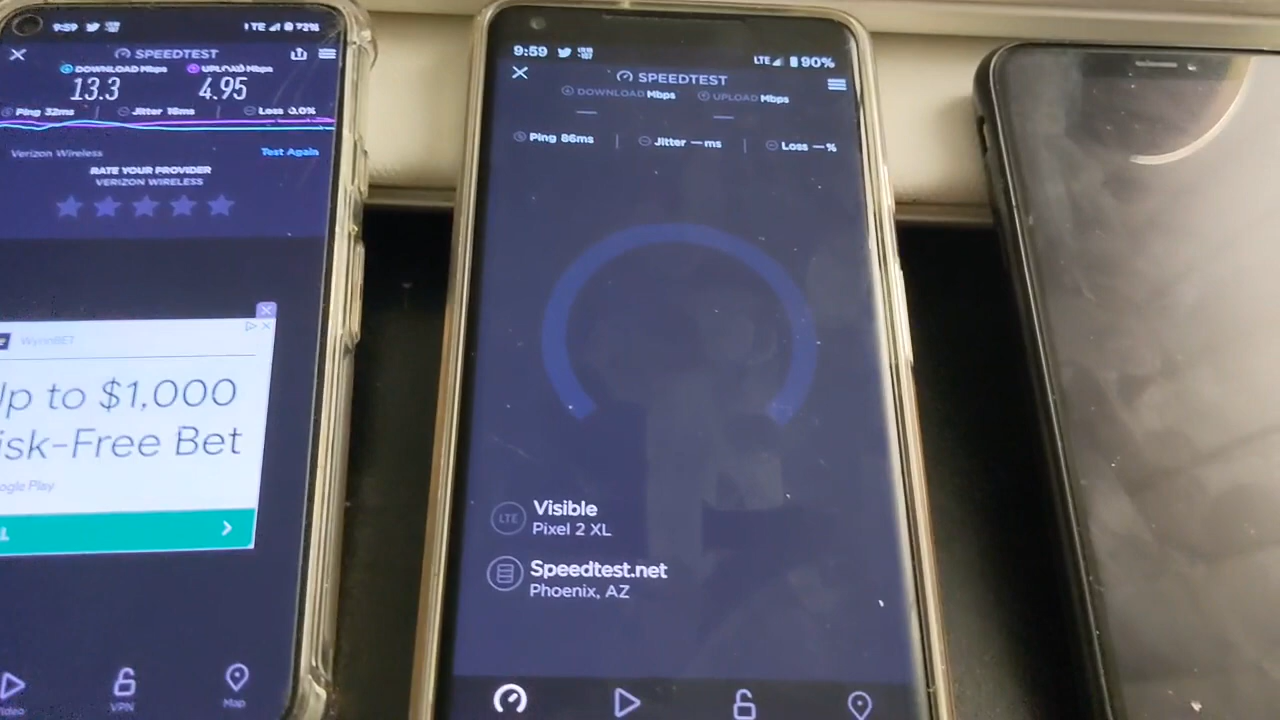 9:59
LTE 73%
SPEEDTEST
DOWNLOAD Mbps UPLOAD Mbps
13.3 4.95
Ping 32ms Jitter 16ms Loss 0.0%
Verizon Wireless Test Again
RATE YOUR PROVIDER
VERIZON WIRELESS
WynnBET
Up to $1,000
isk-Free Bet
ogle Play
VPN
Map
9:59
LTE 90%
SPEEDTEST
DOWNLOAD Mbps UPLOAD Mbps
Ping 86ms Jitter — ms Loss — %
LTE
Visible
Pixel 2 XL
Speedtest.net
Phoenix, AZ